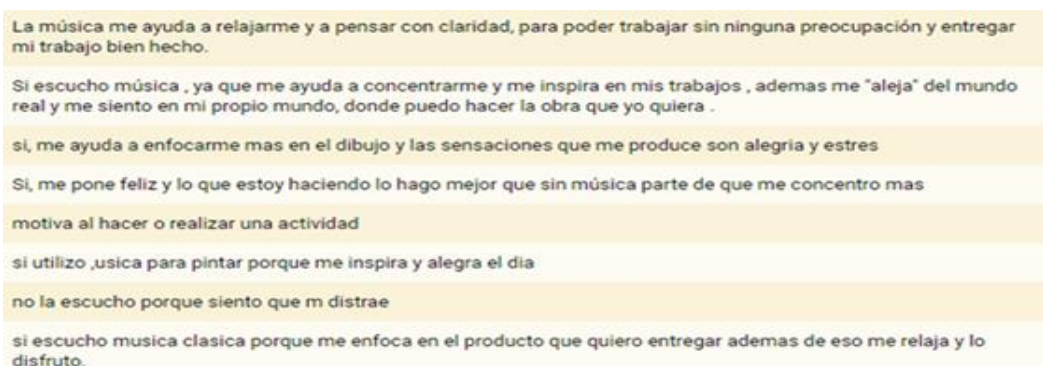 La música me ayuda a relajarme y a pensar con claridad, para poder trabajar sin ninguna preocupación y entregar
mi trabajo bien hecho.
Si escucho música , ya que me ayuda a concentrarme y me inspira en mis trabajos , ademas me "aleja" del mundo
real y me siento en mi propio mundo, donde puedo hacer la obra que yo quiera .
si, me ayuda a enfocarme mas en el dibujo y las sensaciones que me produce son alegria y estres
Si, me pone feliz y lo que estoy haciendo lo hago mejor que sin música parte de que me concentro mas
motiva al hacer o realizar una actividad
si utilizo ,usica para pintar porque me inspira y alegra el dia
no la escucho porque siento que m distrae
si escucho musica clasica porque me enfoca en el producto que quiero entregar ademas de eso me relaja y lo
disfruto.